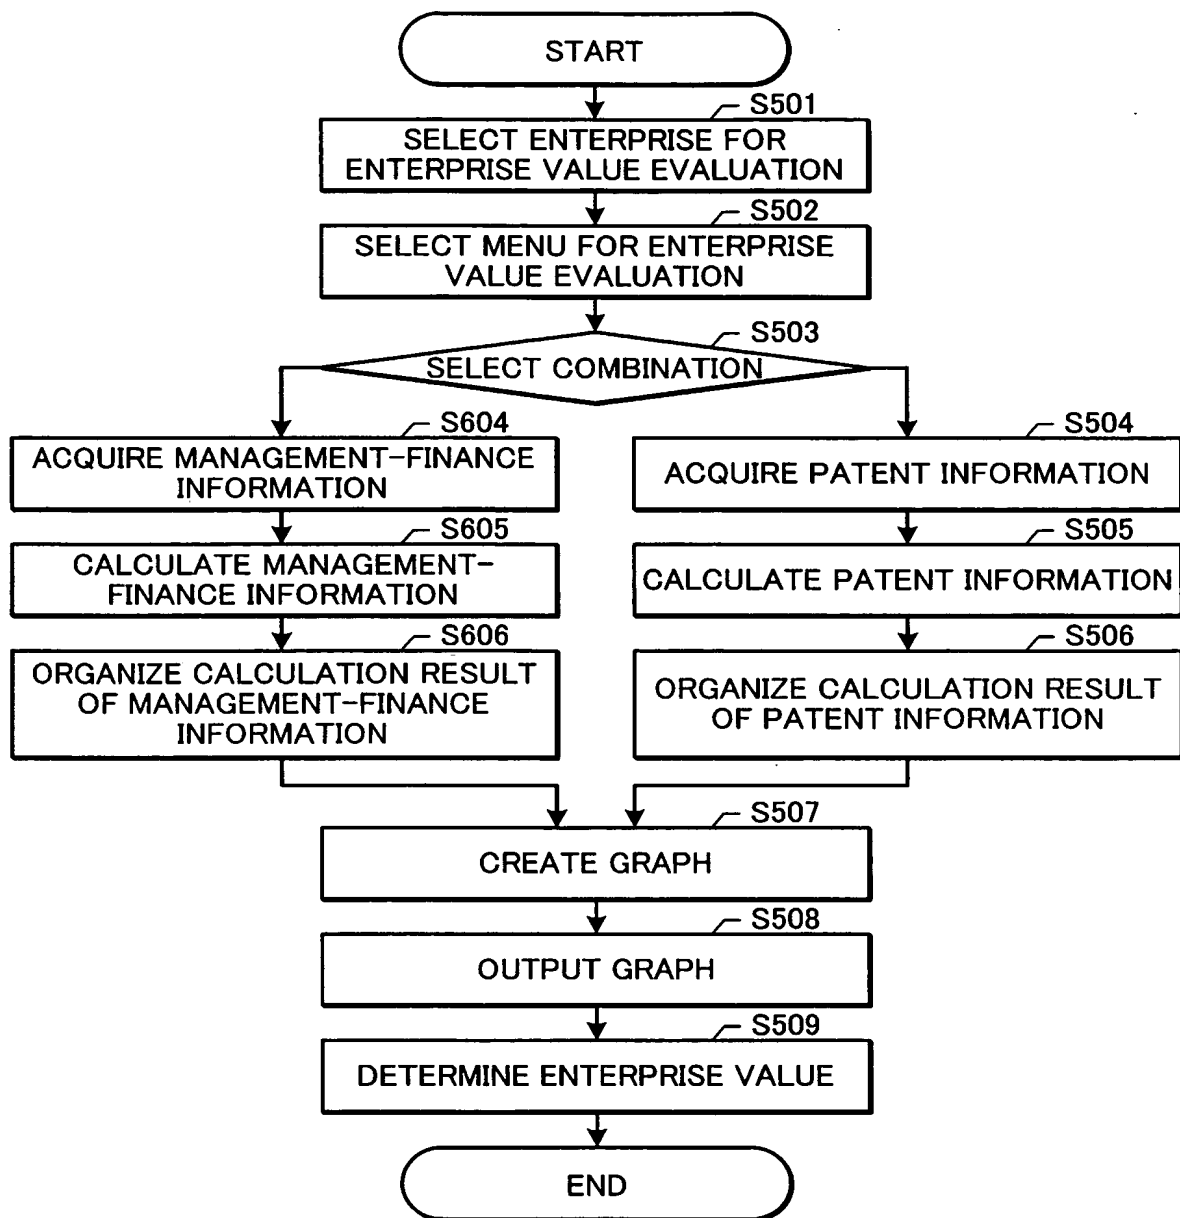 START
S501
SELECT ENTERPRISE FOR
ENTERPRISE VALUE EVALUATION
S502
SELECT MENU FOR ENTERPRISE
VALUE EVALUATION
S503
SELECT COMBINATION
S604
ACQUIRE MANAGEMENT-FINANCE
INFORMATION
S605
CALCULATE MANAGEMENT-
FINANCE INFORMATION
S606
ORGANIZE CALCULATION RESULT
OF MANAGEMENT-FINANCE
INFORMATION
S504
ACQUIRE PATENT INFORMATION
S505
CALCULATE PATENT INFORMATION
S506
ORGANIZE CALCULATION RESULT
OF PATENT INFORMATION
S507
CREATE GRAPH
S508
OUTPUT GRAPH
S509
DETERMINE ENTERPRISE VALUE
END